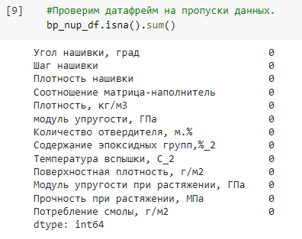 [9] #Проверим датафрейм на пропуски данных.
bp_nup_df.isna().sum()
Угол нашивки, град 0
Шаг нашивки 0
Плотность нашивки 0
Соотношение матрица-наполнитель 0
Плотность, кг/м3 0
модуль упругости, ГПа 0
Количество отвердителя, м.% 0
Содержание эпоксидных групп,%_2 0
Температура вспышки, С_2 0
Поверхностная плотность, г/м2 0
Модуль упругости при растяжении, ГПа 0
Прочность при растяжении, МПа 0
Потребление смолы, г/м2 0
dtype: int64